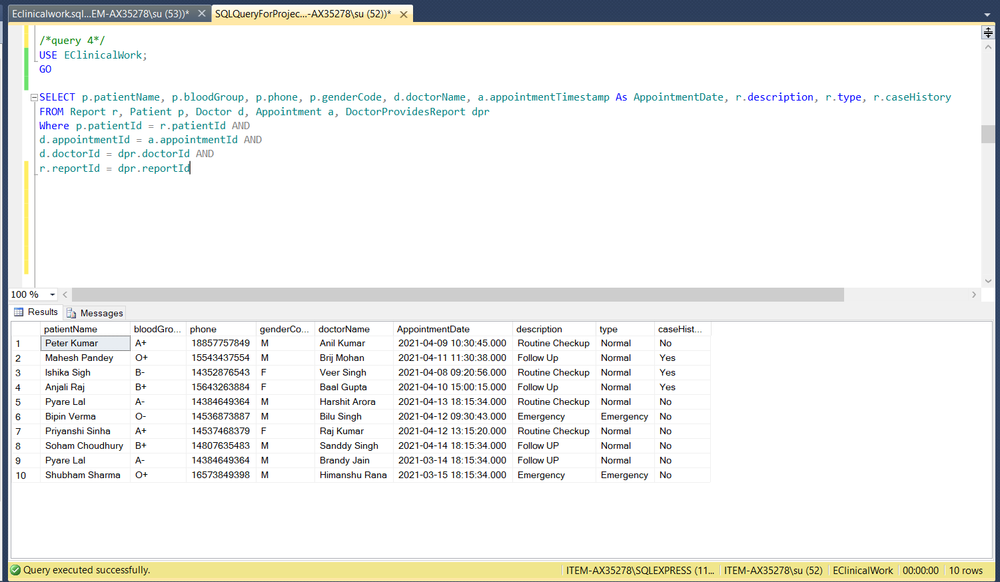 Eclinicalwork.sql...EM-AX35278\su (53))* SQLQueryForProjec...-AX35278\su (52))*
/*query 4*/
USE EClinicalWork;
GO
SELECT p.patientName, p.bloodGroup, p.phone, p.genderCode, d.doctorName, a.appointmentTimestamp As AppointmentDate, r.description, r.type, r.caseHistory
FROM Report r, Patient p, Doctor d, Appointment a, DoctorProvidesReport dpr
Where p.patientId = r.patientId AND
d.appointmentId = a.appointmentId AND
d.doctorId = dpr.doctorId AND
r.reportId = dpr.reportId
100 %
Results Messages
patientName bloodGro... phone genderCo... doctorName AppointmentDate description type caseHist...
1 Peter Kumar A+ 18857757849 M Anil Kumar 2021-04-09 10:30:45.000 Routine Checkup Normal No
2 Mahesh Pandey O+ 15543437554 M Brij Mohan 2021-04-11 11:30:38.000 Follow Up Normal Yes
3 Ishika Sigh B- 14352876543 F Veer Singh 2021-04-08 09:20:56.000 Routine Checkup Normal Yes
4 Anjali Raj B+ 15643263884 F Baal Gupta 2021-04-10 15:00:15.000 Follow Up Normal Yes
5 Pyare Lal A- 14384649364 M Harshit Arora 2021-04-13 18:15:34.000 Routine Checkup Normal No
6 Bipin Verma O- 14536873887 M Bilu Singh 2021-04-12 09:30:43.000 Emergency Emergency No
7 Priyanshi Sinha A+ 14537468379 F Raj Kumar 2021-04-12 13:15:20.000 Routine Checkup Normal No
8 Soham Choudhury B+ 14807635483 M Sanddy Singh 2021-04-14 18:15:34.000 Follow UP Normal No
9 Pyare Lal A- 14384649364 M Brandy Jain 2021-03-14 18:15:34.000 Follow UP Normal No
10 Shubham Sharma O+ 16573849398 M Himanshu Rana 2021-03-15 18:15:34.000 Emergency Emergency No
Query executed successfully. ITEM-AX35278\SQLEXPRESS (11... ITEM-AX35278\su (52) EClinicalWork 00:00:00 10 rows